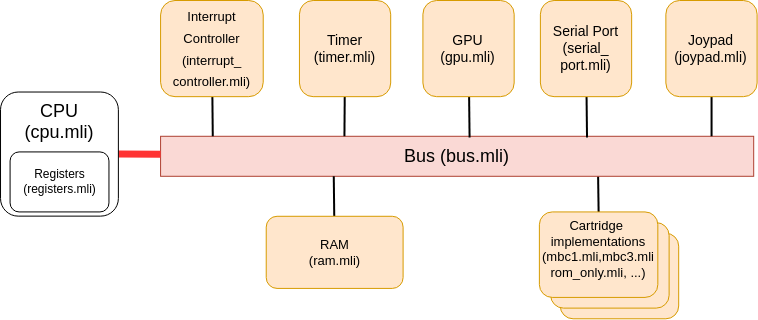 Interrupt
Controller
(interrupt_
controller.mli)
Timer
(timer.mli)
GPU
(gpu.mli)
Serial Port
(serial_
port.mli)
Joypad
(joypad.mli)
CPU
(cpu.mli)
Registers
(registers.mli)
Bus (bus.mli)
RAM
(ram.mli)
Cartridge
implementations
(mbc1.mli,mbc3.mli
rom_only.mli, ...)